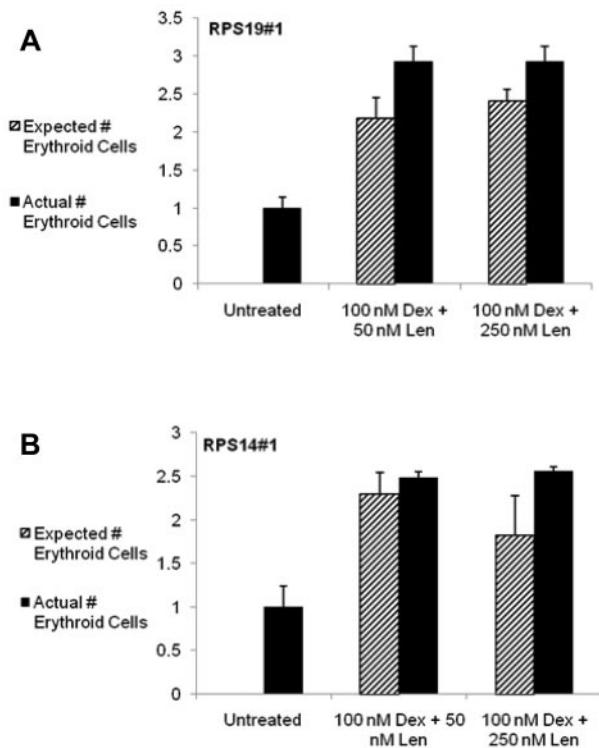 A
RPS19#1
Expected #
Erythroid Cells
Actual #
Erythroid Cells
3.5
3
2.5
2
1.5
1
0.5
0
Untreated
100 nM Dex +
50 nM Len
100 nM Dex +
250 nM Len
B
RPS14#1
Expected #
Erythroid Cells
Actual #
Erythroid Cells
3
2.5
2
1.5
1
0.5
0
Untreated
100 nM Dex + 50
nM Len
100 nM Dex +
250 nM Len